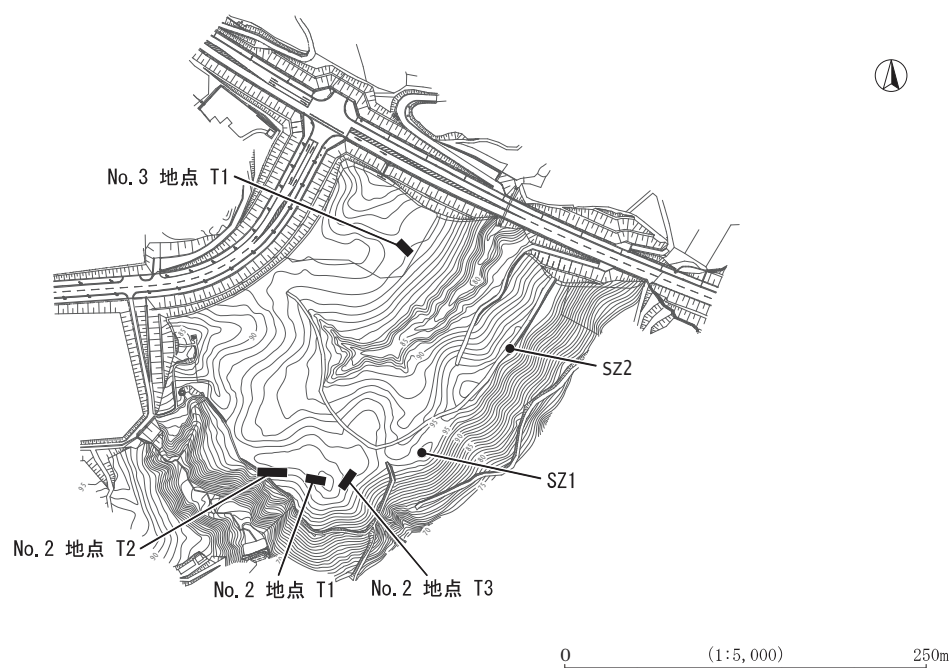 No. 3 地点 T1
SZ2
SZ1
No. 2 地点 T2
No. 2 地点 T1
No. 2 地点 T3
0 (1:5,000) 250m